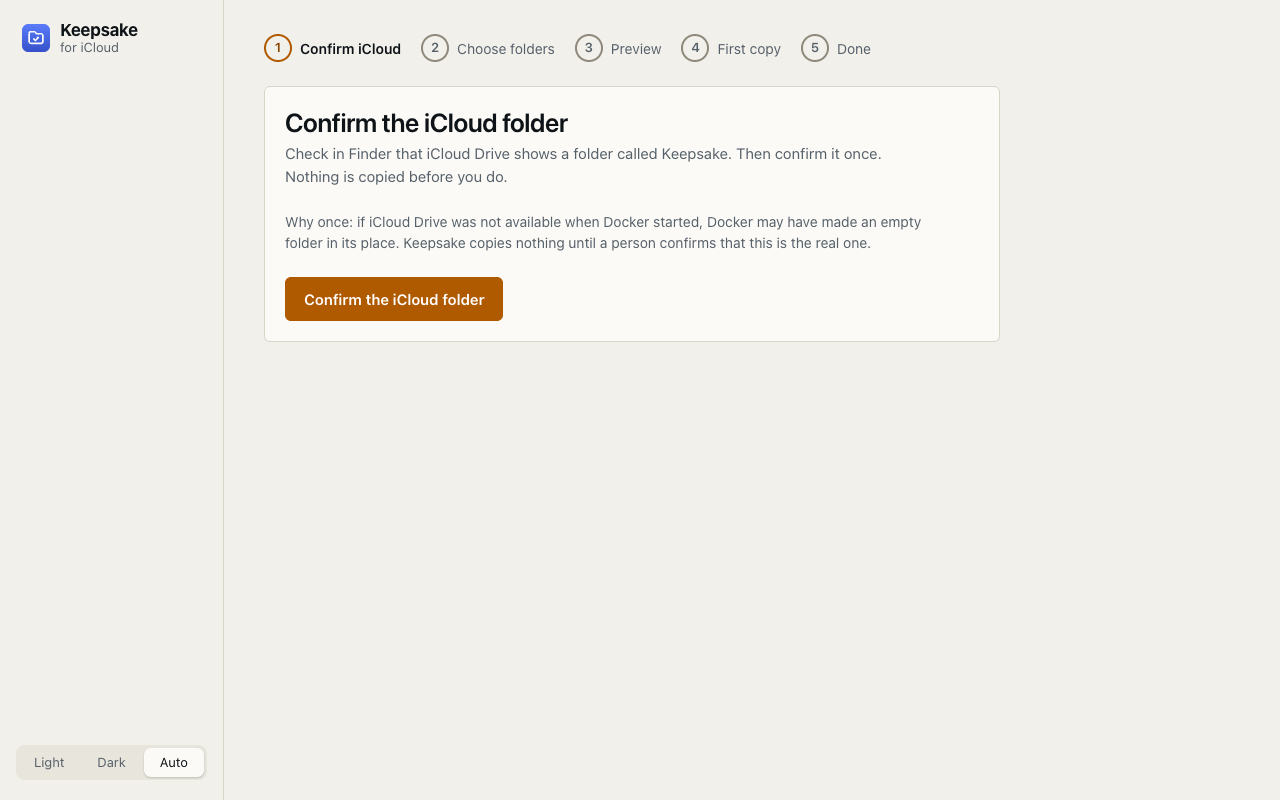 Keepsake
for iCloud
1 Confirm iCloud 2 Choose folders 3 Preview 4 First copy 5 Done
Confirm the iCloud folder
Check in Finder that iCloud Drive shows a folder called Keepsake. Then confirm it once.
Nothing is copied before you do.
Why once: if iCloud Drive was not available when Docker started, Docker may have made an empty
folder in its place. Keepsake copies nothing until a person confirms that this is the real one.
Confirm the iCloud folder
Light Dark Auto